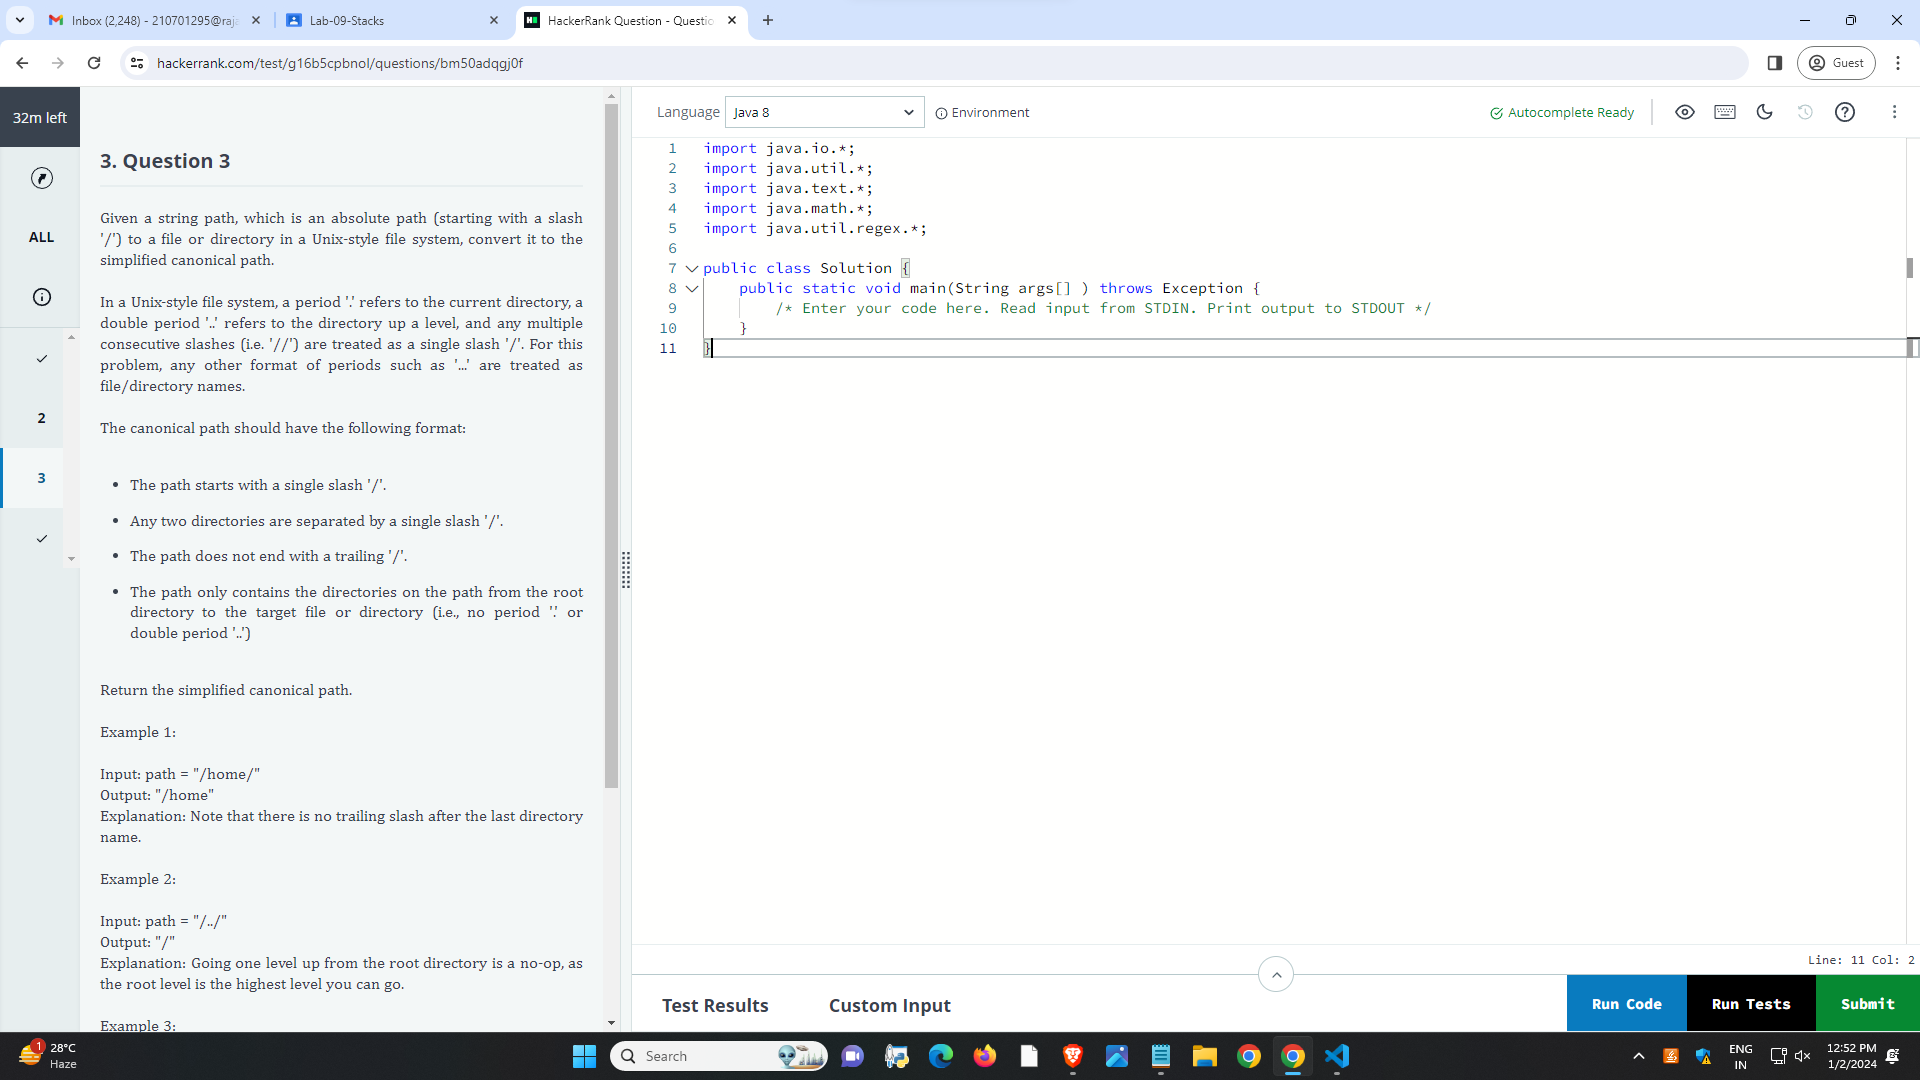 Inbox (2,248) - 210701295@raj
Lab-09-Stacks
HackerRank Question - Questio
hackerrank.com/test/g16b5cpbnol/questions/bm50adqgj0f
Guest
32m left
ALL
2
3
3. Question 3
Given a string path, which is an absolute path (starting with a slash
'/') to a file or directory in a Unix-style file system, convert it to the
simplified canonical path.
In a Unix-style file system, a period '.' refers to the current directory, a
double period '..' refers to the directory up a level, and any multiple
consecutive slashes (i.e. '//') are treated as a single slash '/'. For this
problem, any other format of periods such as '...' are treated as
file/directory names.
The canonical path should have the following format:
• The path starts with a single slash '/'.
• Any two directories are separated by a single slash '/'.
• The path does not end with a trailing '/'.
• The path only contains the directories on the path from the root
directory to the target file or directory (i.e., no period '.' or
double period '..')
Return the simplified canonical path.
Example 1:
Input: path = "/home/"
Output: "/home"
Explanation: Note that there is no trailing slash after the last directory
name.
Example 2:
Input: path = "/../"
Output: "/"
Explanation: Going one level up from the root directory is a no-op, as
the root level is the highest level you can go.
Example 3:
Language
Java 8
Environment
Autocomplete Ready
1 import java.io.*;
2 import java.util.*;
3 import java.text.*;
4 import java.math.*;
5 import java.util.regex.*;
6
7 public class Solution {
8 public static void main(String args[] ) throws Exception {
9 /* Enter your code here. Read input from STDIN. Print output to STDOUT */
10 }
11 }
Line: 11 Col: 2
Test Results
Custom Input
Run Code
Run Tests
Submit
1
28°C
Haze
Search
ENG
IN
12:52 PM
1/2/2024